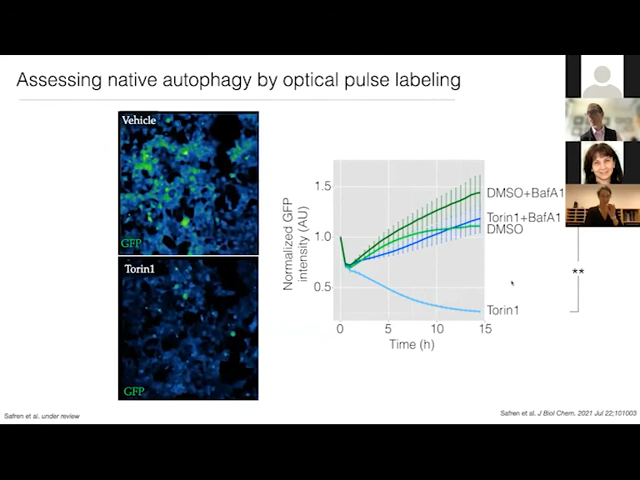 Assessing native autophagy by optical pulse labeling
Vehicle
GFP
Torin1
GFP
Normalized GFP
intensity (AU)
1.5
1.0
0.5
0
5
10
15
Time (h)
DMSO+BafA1
Torin1+BafA1
DMSO
Torin1
**
Safren et al. under review
Safren et al. J Biol Chem. 2021 Jul 22;101003